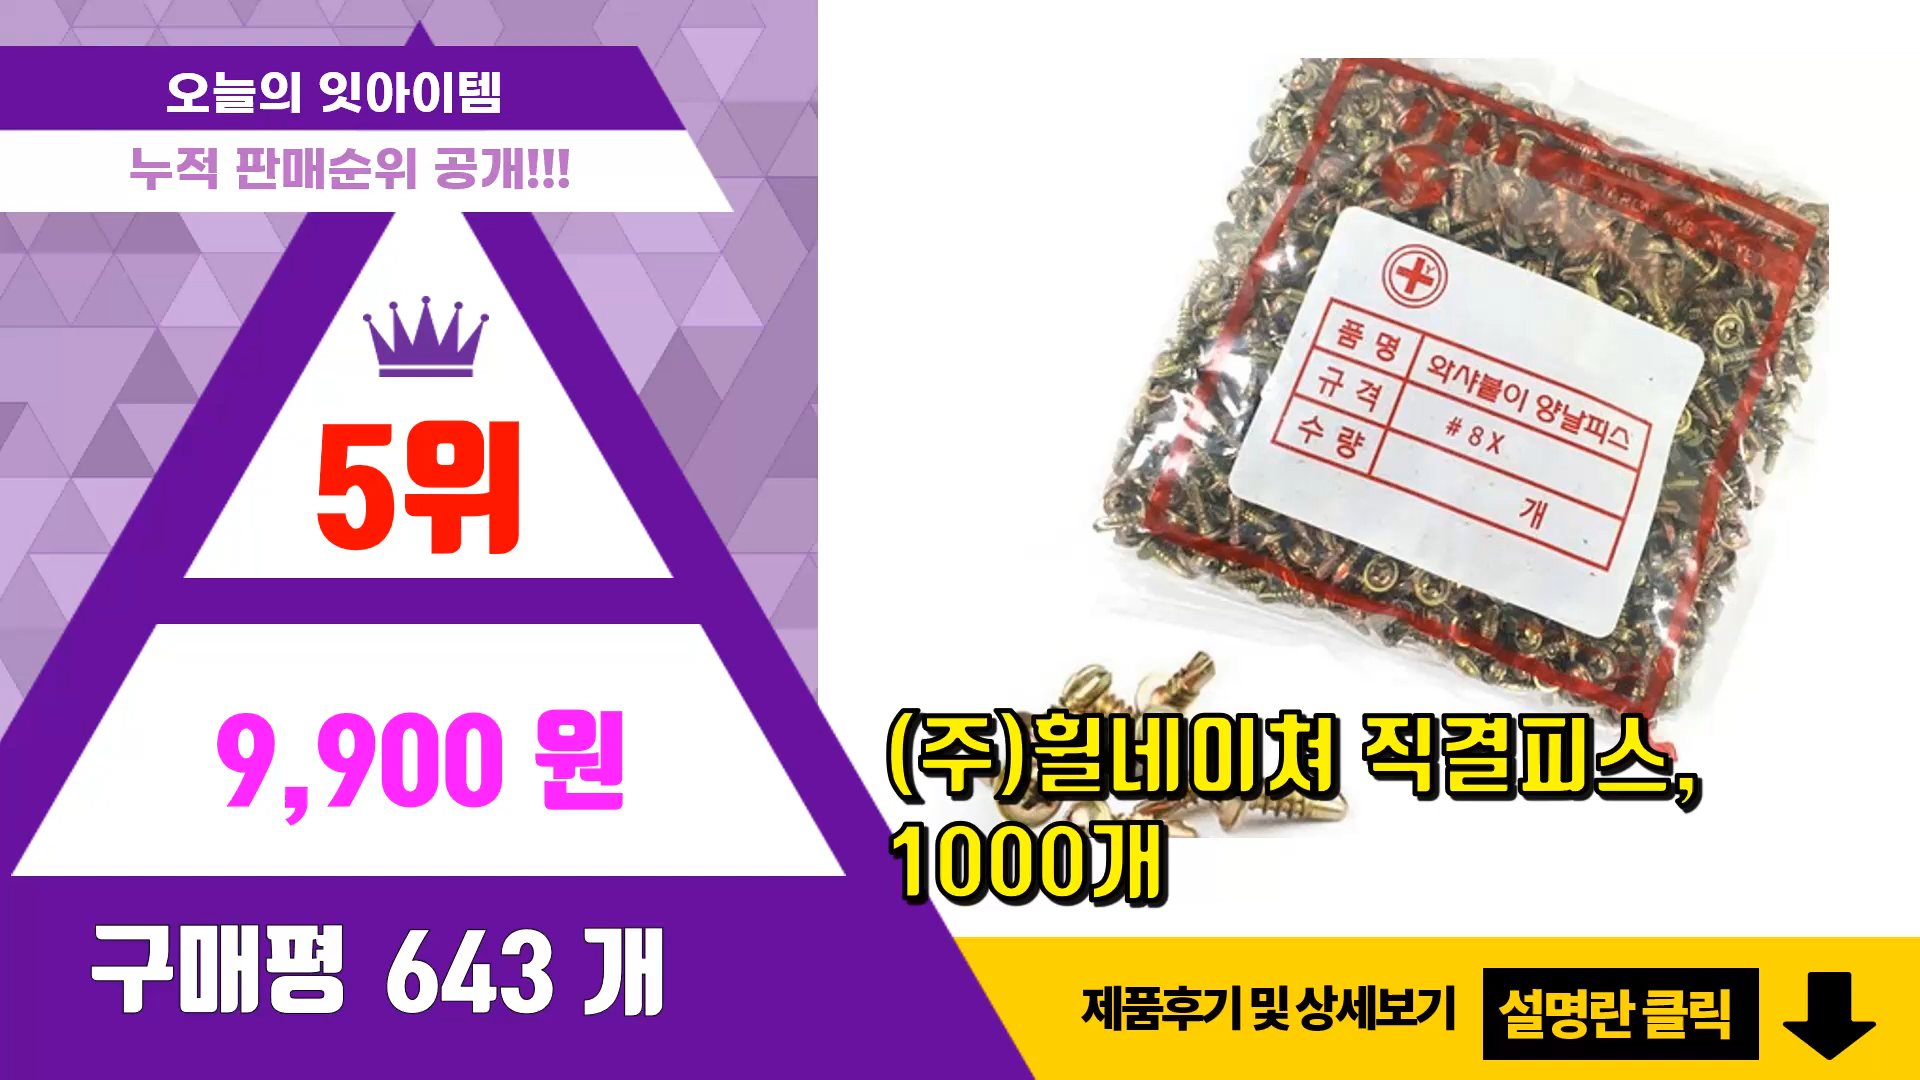 오늘의 잇아이템
누적 판매순위 공개!!!
5위
9,900 원
구매평 643 개
품 명 와샤붙이 양날피스
규 격 #8X
수 량 개
(주)휠네이쳐 직결피스,
1000개
제품후기 및 상세보기 설명란 클릭